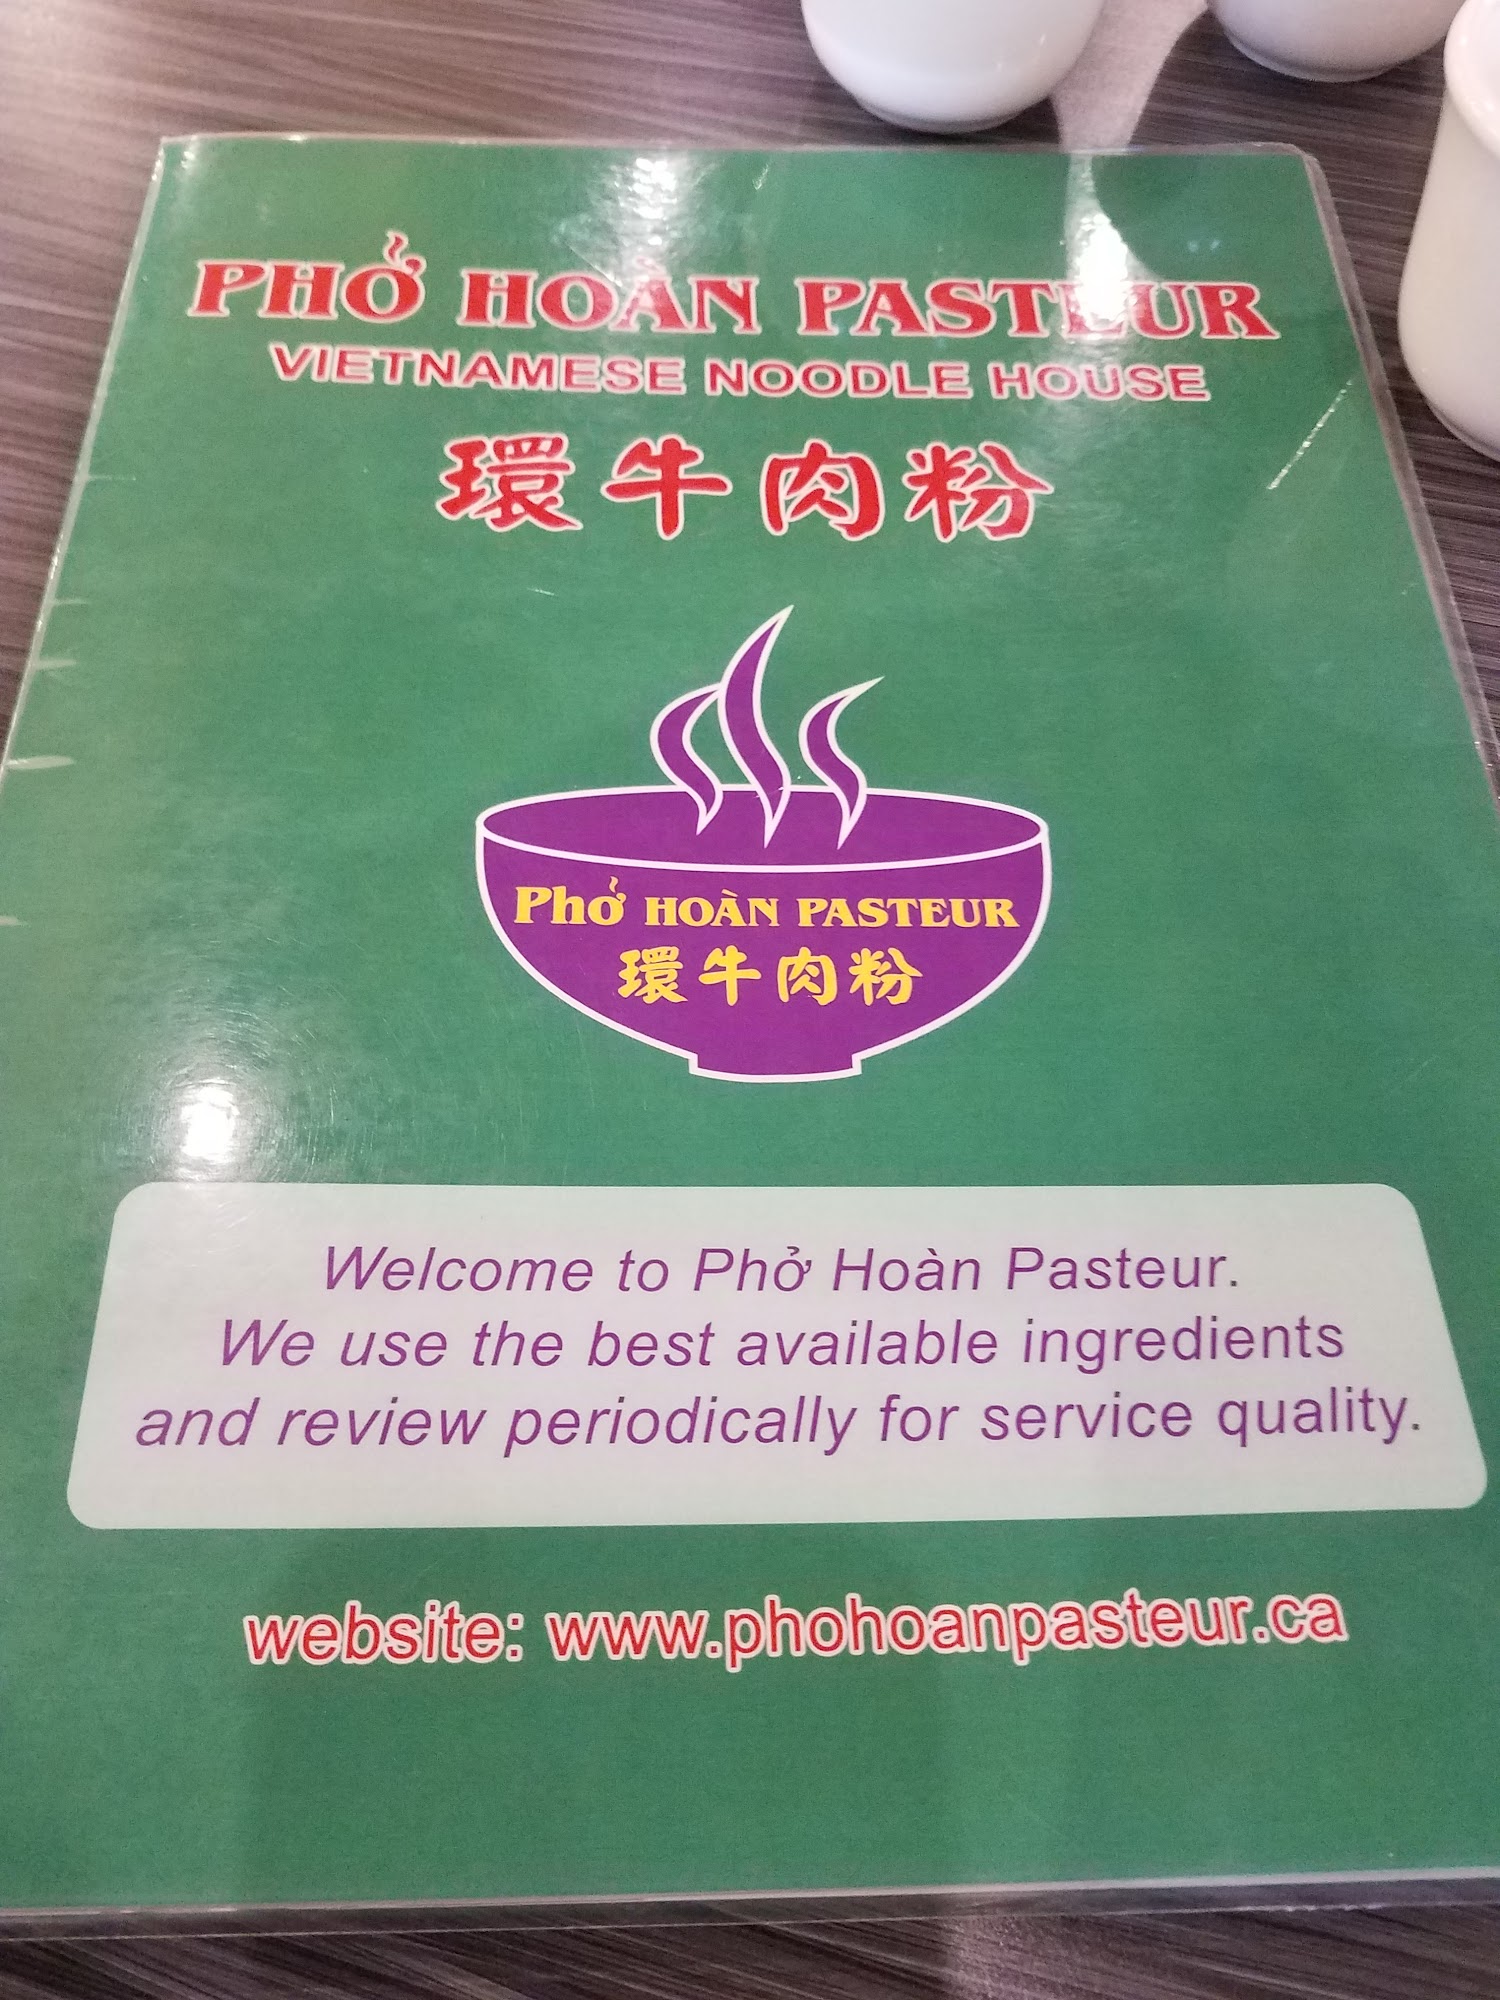 PHỞ HOÀN PASTEUR
VIETNAMESE NOODLE HOUSE
環牛肉粉
Phở HOÀN PASTEUR
環牛肉粉
Welcome to Phở Hoàn Pasteur.
We use the best available ingredients
and review periodically for service quality.
website: www.phohoanpasteur.ca